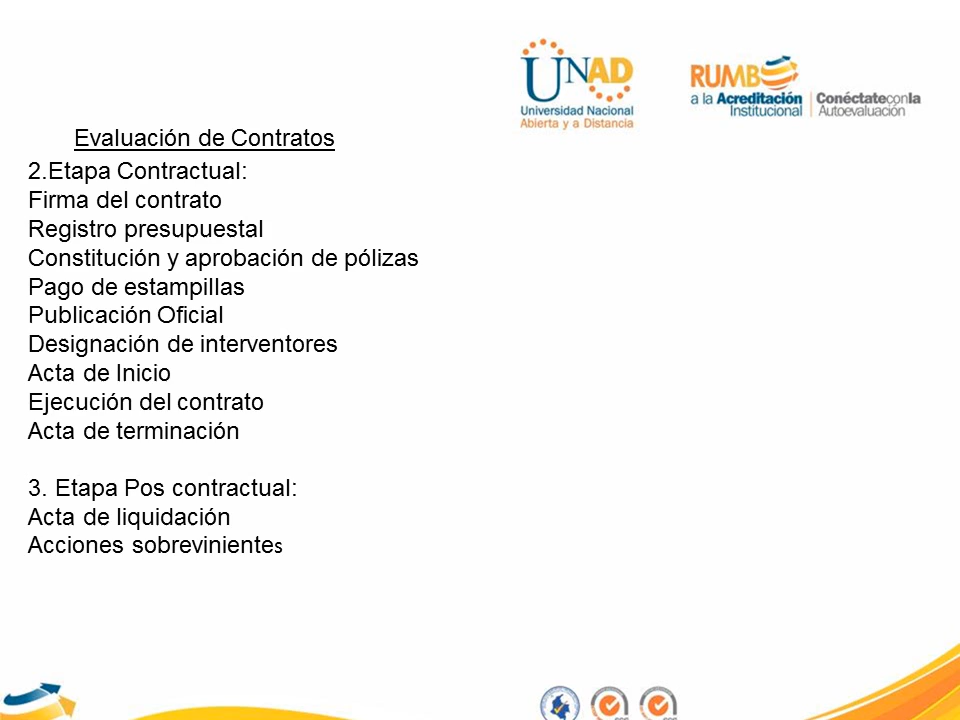 UNAD
Universidad Nacional
Abierta y a Distancia
RUMBO
a la Acreditación
Institucional
Conéctateconla
Autoevaluación
Evaluación de Contratos
2.Etapa Contractual:
Firma del contrato
Registro presupuestal
Constitución y aprobación de pólizas
Pago de estampillas
Publicación Oficial
Designación de interventores
Acta de Inicio
Ejecución del contrato
Acta de terminación
3. Etapa Pos contractual:
Acta de liquidación
Acciones sobrevinientes